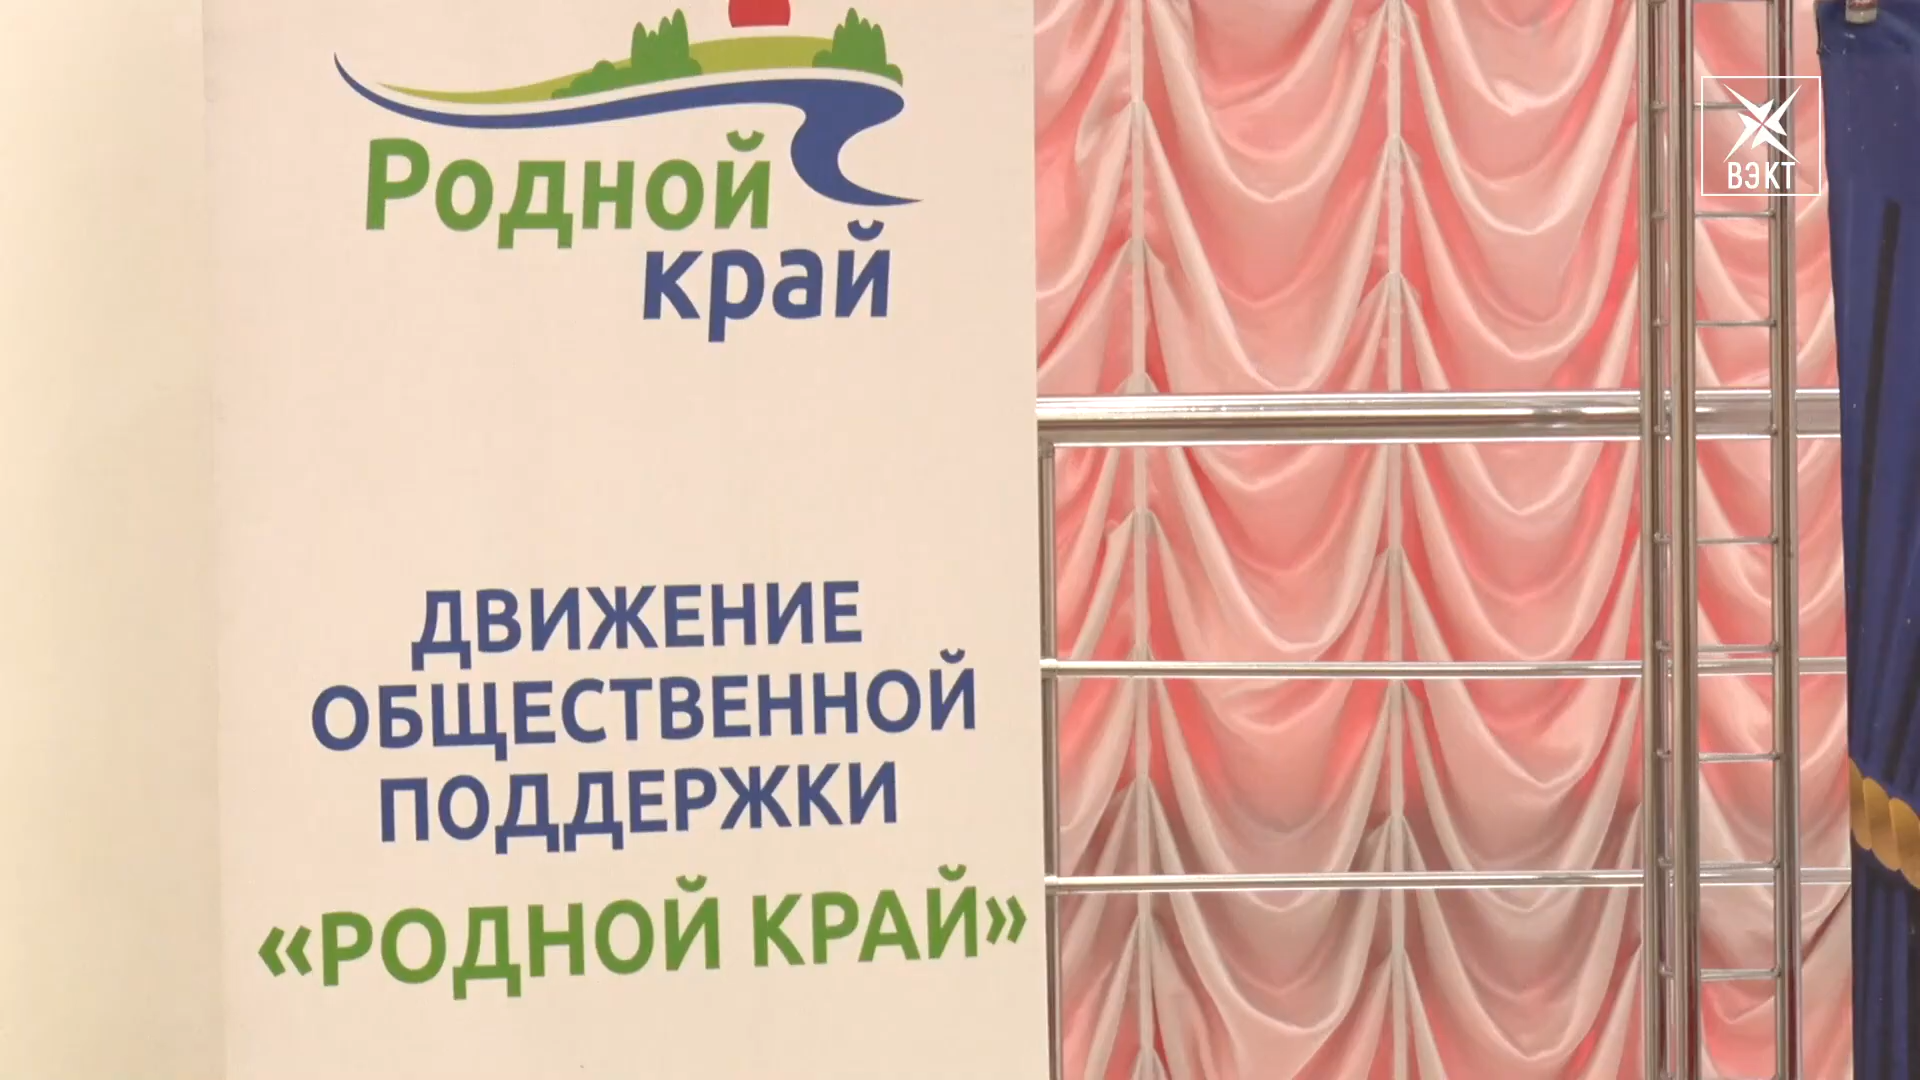 Родной
край
ВЭКТ
ДВИЖЕНИЕ
ОБЩЕСТВЕННОЙ
ПОДДЕРЖКИ
«РОДНОЙ КРАЙ»